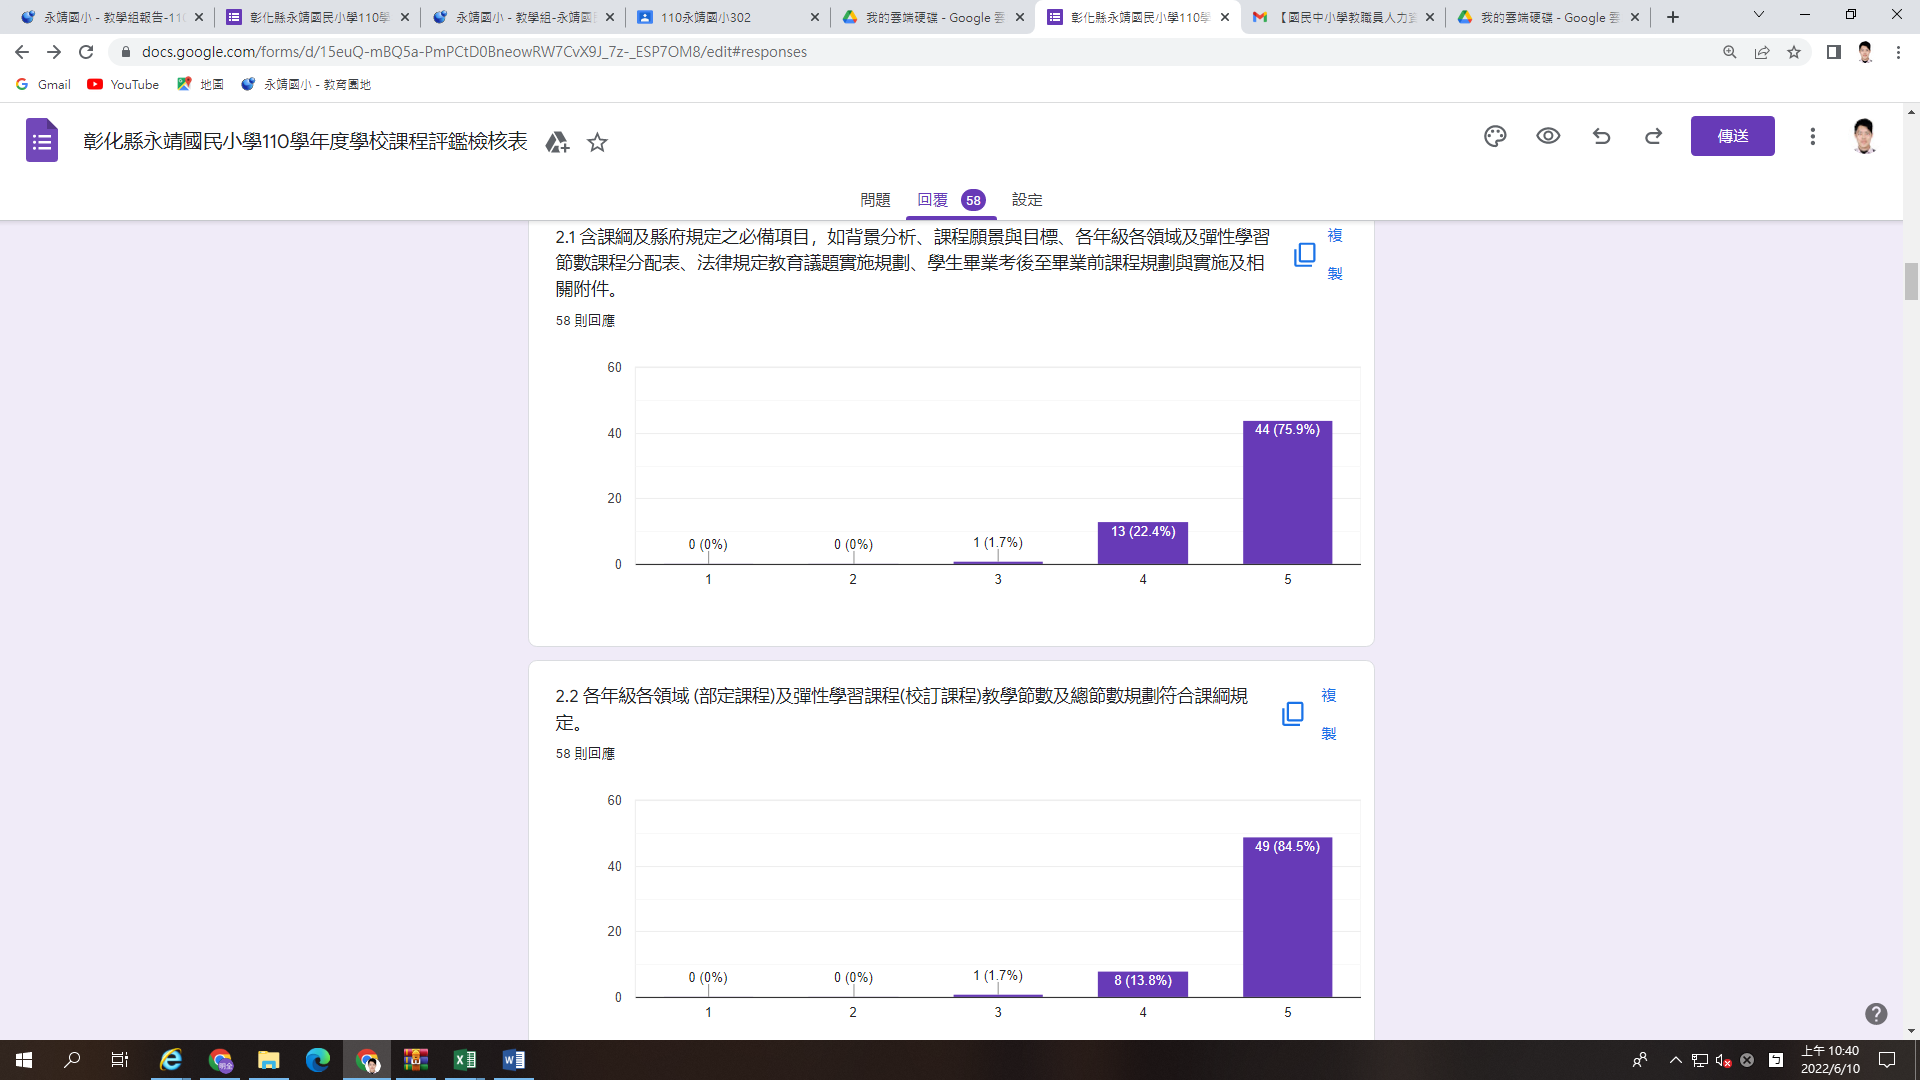 永靖國小 - 教學組報告-110
彰化縣永靖國民小學110學
永靖國小 - 教學組-永靖國
110永靖國小302
我的雲端硬碟 - Google 雲
彰化縣永靖國民小學110學
【國民中小學教職員人力資
我的雲端硬碟 - Google 雲
docs.google.com/forms/d/15euQ-mBQ5a-PmPCtD0BneowRW7CvX9J_7z-_ESP7OM8/edit#responses
Gmail
YouTube
地圖
永靖國小 - 教育園地
彰化縣永靖國民小學110學年度學校課程評鑑檢核表
傳送
問題
回覆 58
設定
2.1 含課綱及縣府規定之必備項目，如背景分析、課程願景與目標、各年級各領域及彈性學習
節數課程分配表、法律規定教育議題實施規劃、學生畢業考後至畢業前課程規劃與實施及相
關附件。
複
製
58 則回應
60
40
20
0
0 (0%)
0 (0%)
1 (1.7%)
13 (22.4%)
44 (75.9%)
1
2
3
4
5
2.2 各年級各領域 (部定課程)及彈性學習課程(校訂課程)教學節數及總節數規劃符合課綱規
定。
複
製
58 則回應
60
40
20
0
0 (0%)
0 (0%)
1 (1.7%)
8 (13.8%)
49 (84.5%)
1
2
3
4
5
上午 10:40
2022/6/10